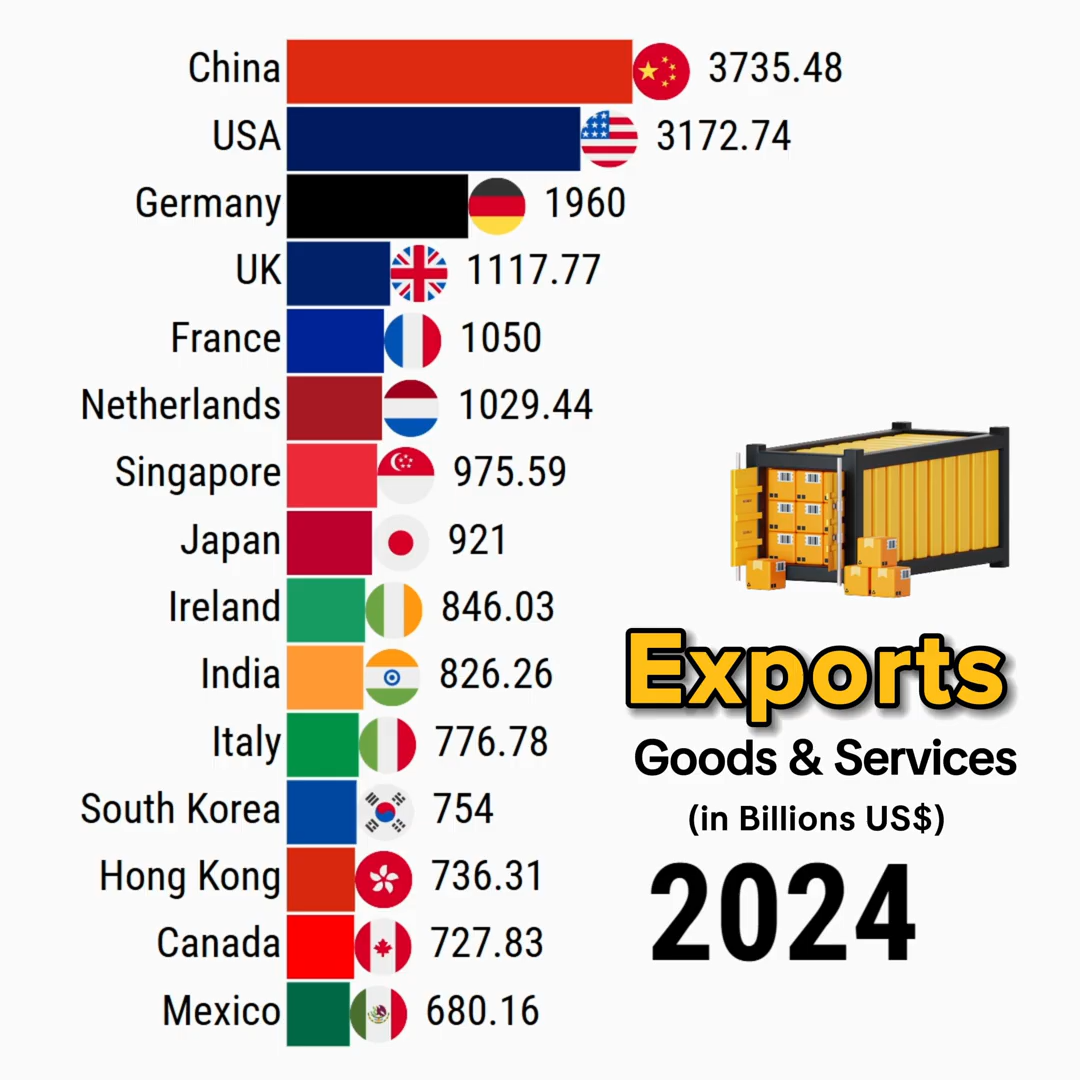 China 3735.48
USA 3172.74
Germany 1960
UK 1117.77
France 1050
Netherlands 1029.44
Singapore 975.59
Japan 921
Ireland 846.03
India 826.26
Italy 776.78
South Korea 754
Hong Kong 736.31
Canada 727.83
Mexico 680.16
Exports
Goods & Services
(in Billions US$)
2024